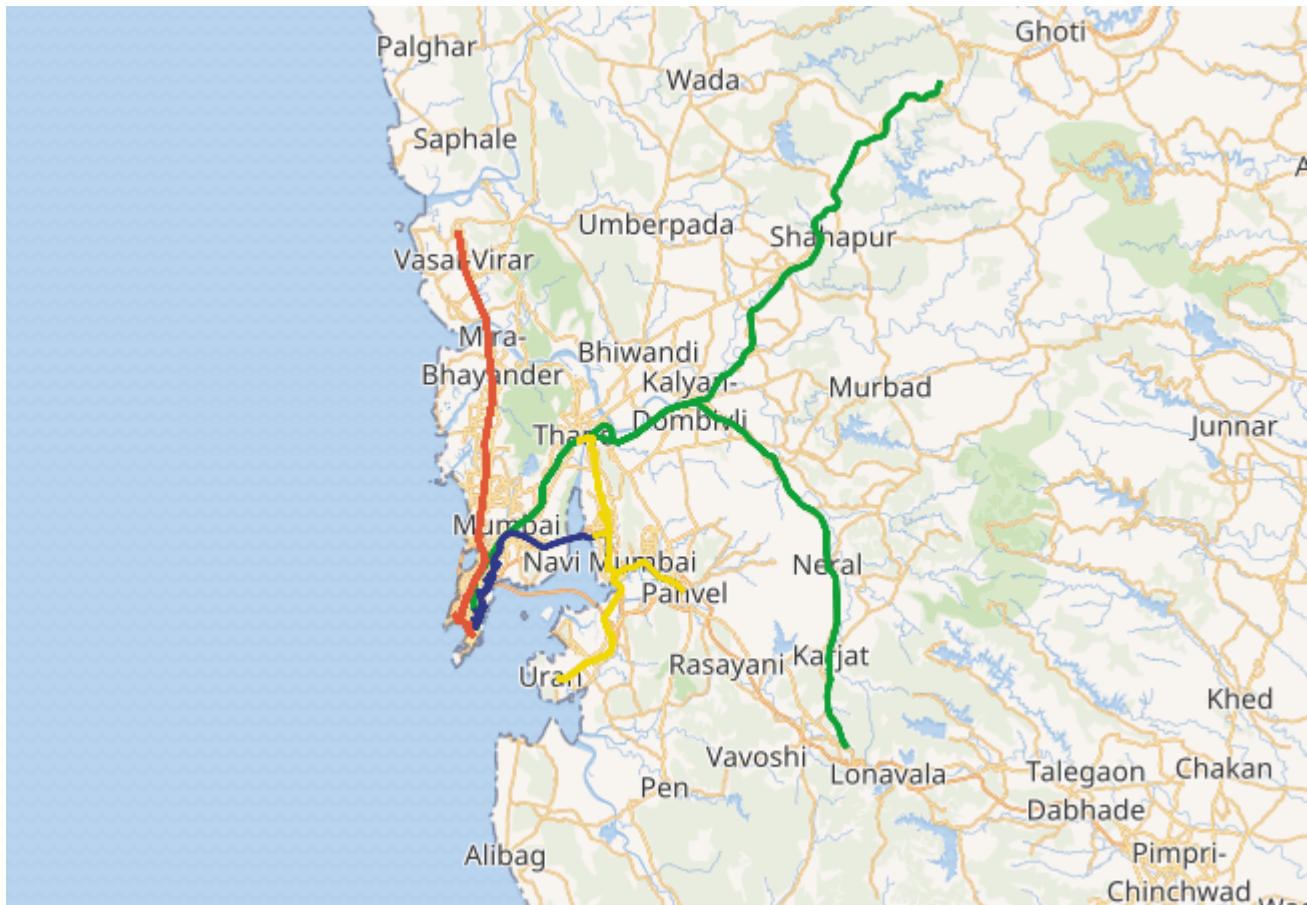 Ghoti
Palghar
Wada
Saphale
A
Umberpada
Shahapur
Vasai-Virar
Mira-
Bhayander
Bhiwandi
Kalyan-
Dombivli
Murbad
Junnar
Thane
Mumbai
Navi Mumbai
Neral
Panvel
Karjat
Rasayani
Uran
Khed
Vavoshi
Lonavala
Talegaon
Dabhade
Chakan
Pen
Alibag
Pimpri-
Chinchwad